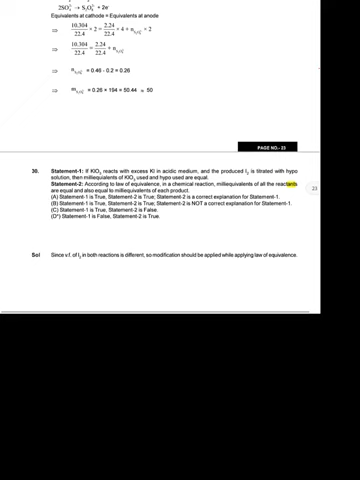 2SO₄²⁻ → S₂O₈²⁻ + 2e⁻
Equivalents at cathode = Equivalents at anode
⇒ 10.304/22.4 × 2 = 2.24/22.4 × 4 + n_S₂O₈²⁻ × 2
⇒ 10.304/22.4 = 2.24/22.4 + n_S₂O₈²⁻
⇒ n_S₂O₈²⁻ = 0.46 - 0.2 = 0.26
⇒ m_S₂O₈²⁻ = 0.26 × 194 = 50.44 ≈ 50
PAGE NO.- 23
30. Statement-1: If KIO₃ reacts with excess KI in acidic medium, and the produced I₂ is titrated with hypo
solution, then milliequalents of KIO₃ used and hypo used are equal.
Statement-2: According to law of equivalence, in a chemical reaction, milliequivalents of all the reactants
are equal and also equal to milliequivalents of each product.
23
(A) Statement-1 is True, Statement-2 is True; Statement-2 is a correct explanation for Statement-1.
(B) Statement-1 is True, Statement-2 is True; Statement-2 is NOT a correct explanation for Statement-1.
(C) Statement-1 is True, Statement-2 is False.
(D*) Statement-1 is False, Statement-2 is True.
Sol Since v.f. of I₂ in both reactions is different, so modification should be applied while applying law of equivalence.